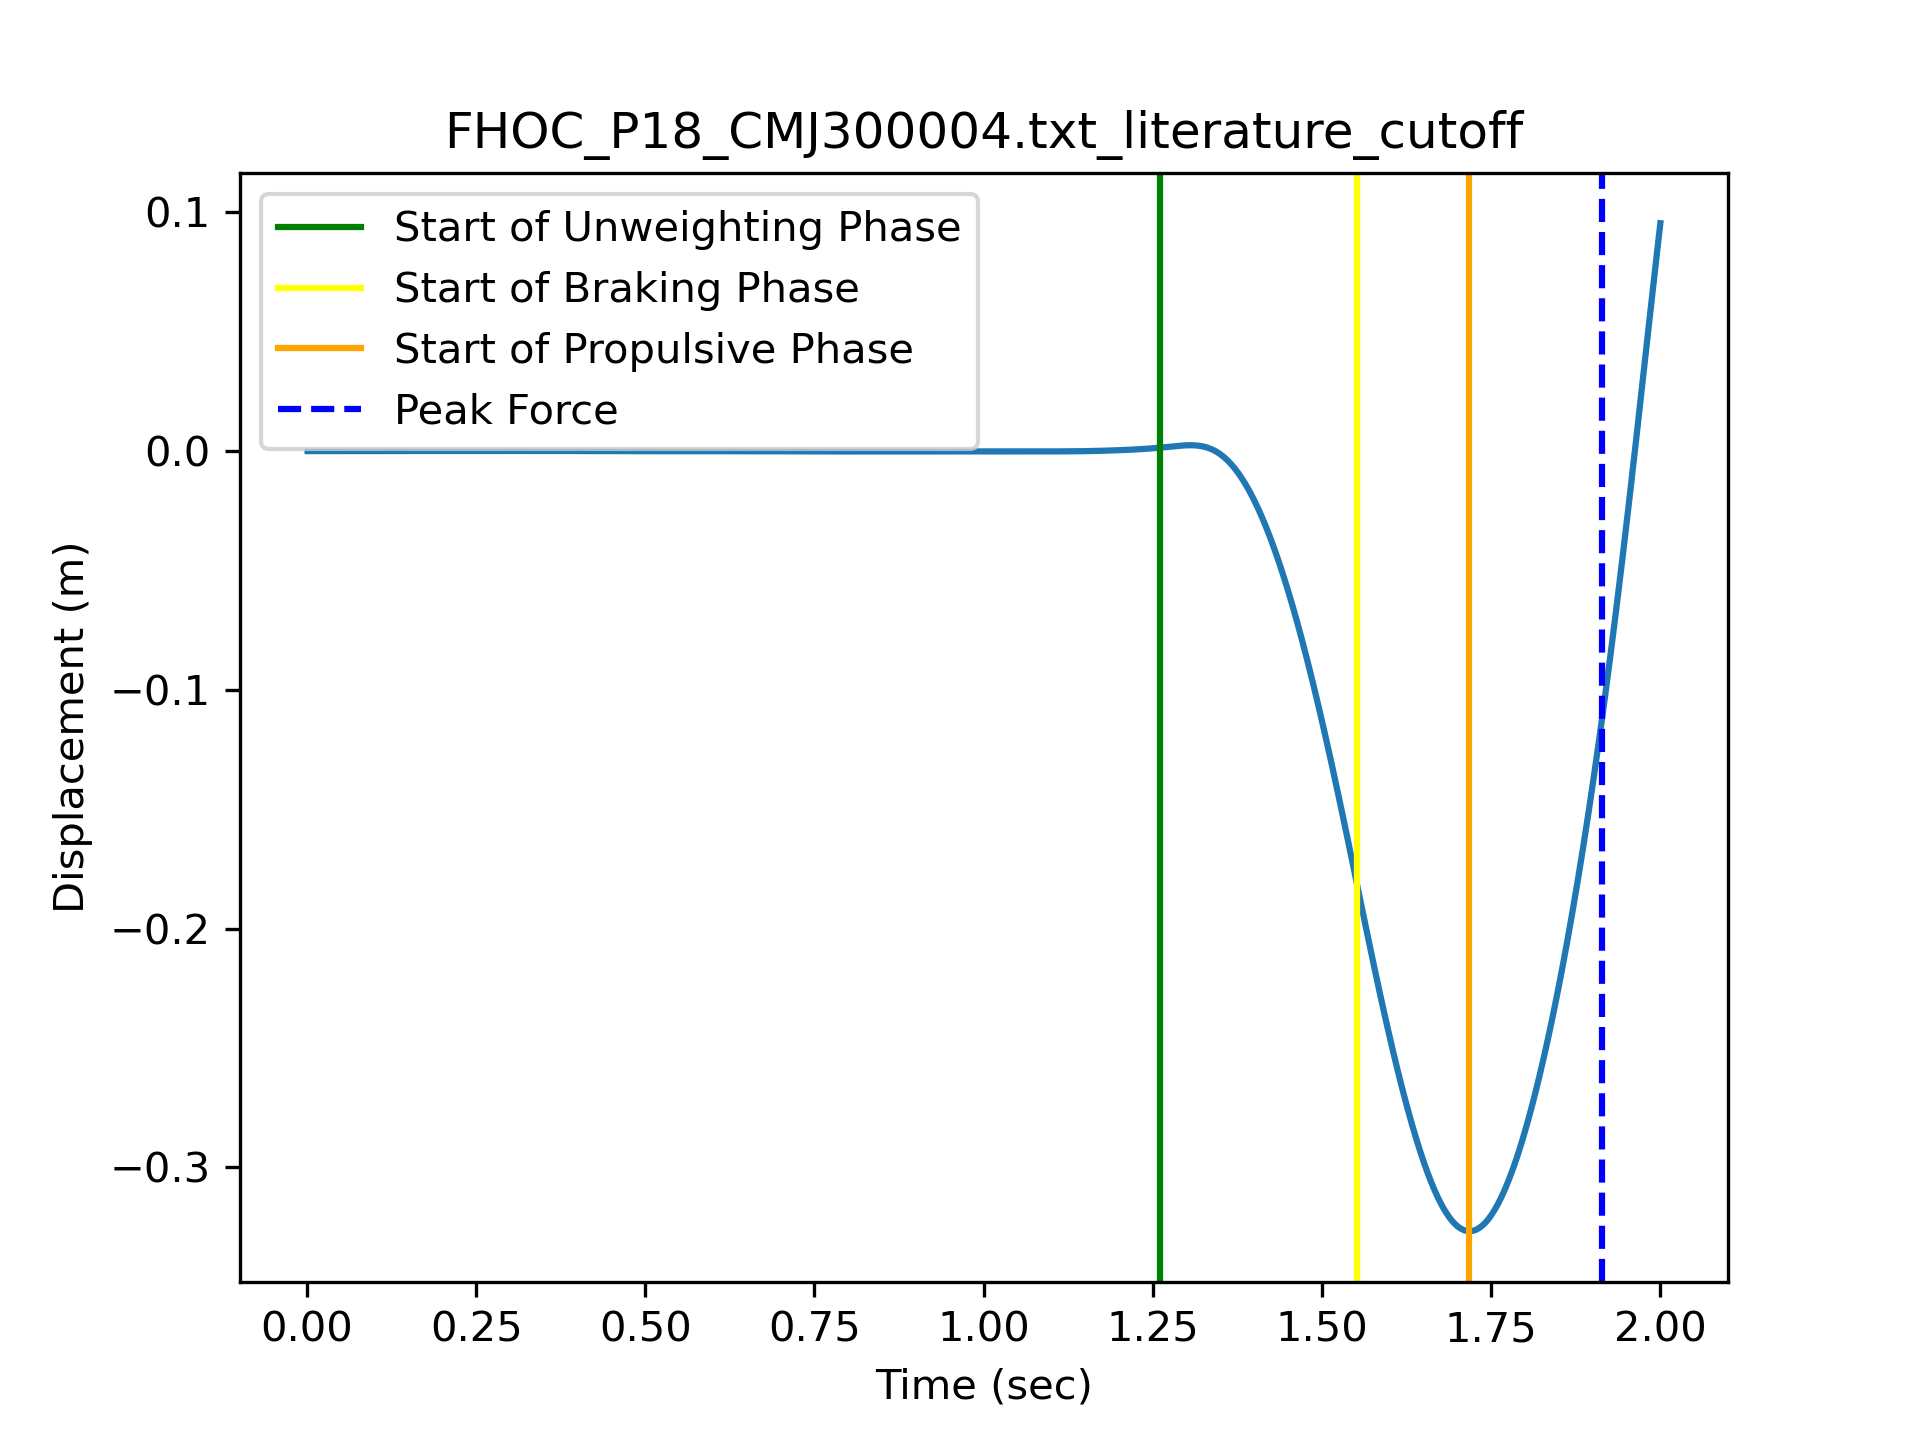 FHOC_P18_CMJ300004.txt_literature_cutoff
Start of Unweighting Phase
Start of Braking Phase
Start of Propulsive Phase
Peak Force
0.1
0.0
−0.1
−0.2
−0.3
Displacement (m)
0.00 0.25 0.50 0.75 1.00 1.25 1.50 1.75 2.00
Time (sec)